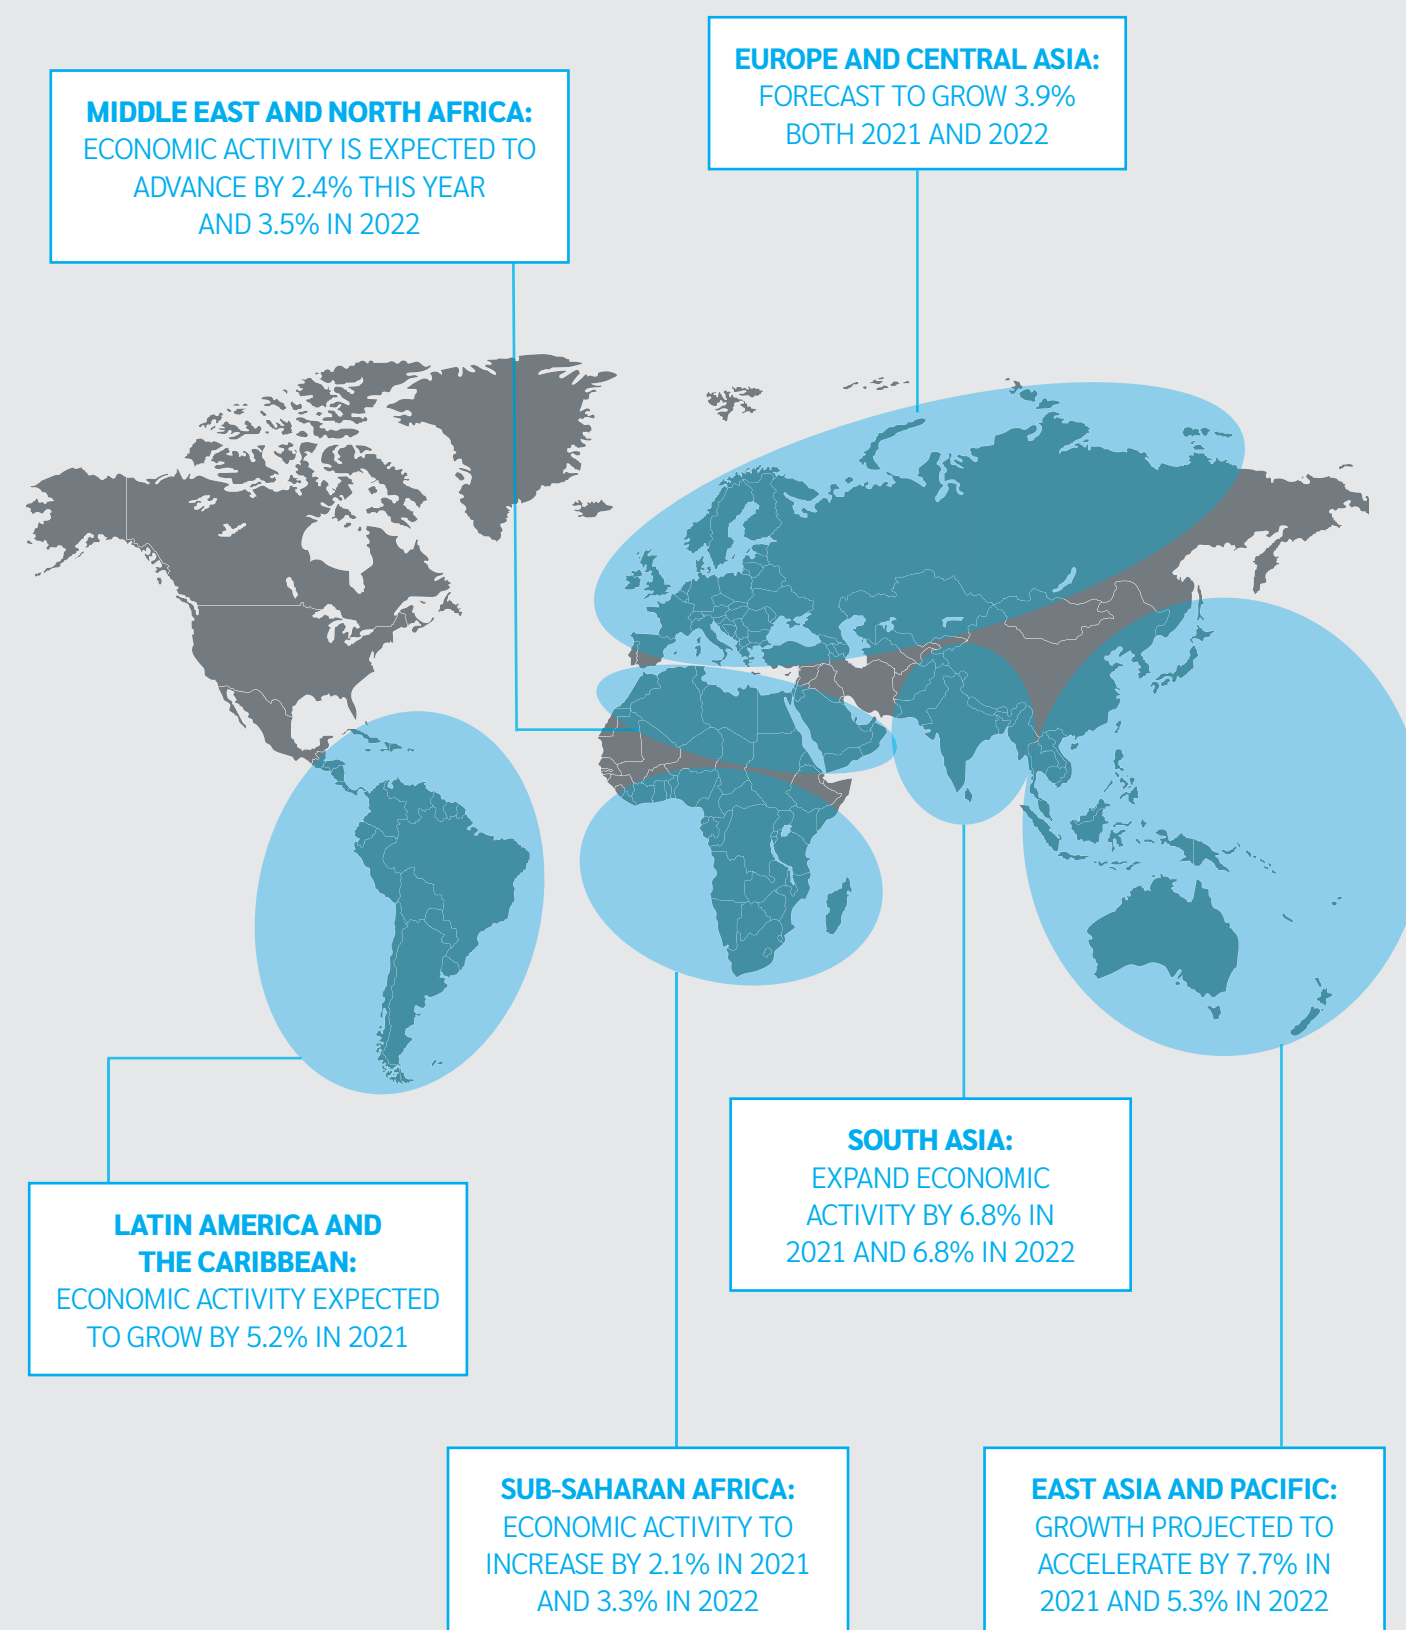 EUROPE AND CENTRAL ASIA:
FORECAST TO GROW 3.9%
BOTH 2021 AND 2022
MIDDLE EAST AND NORTH AFRICA:
ECONOMIC ACTIVITY IS EXPECTED TO
ADVANCE BY 2.4% THIS YEAR
AND 3.5% IN 2022
SOUTH ASIA:
EXPAND ECONOMIC
ACTIVITY BY 6.8% IN
2021 AND 6.8% IN 2022
LATIN AMERICA AND
THE CARIBBEAN:
ECONOMIC ACTIVITY EXPECTED
TO GROW BY 5.2% IN 2021
SUB-SAHARAN AFRICA:
ECONOMIC ACTIVITY TO
INCREASE BY 2.1% IN 2021
AND 3.3% IN 2022
EAST ASIA AND PACIFIC:
GROWTH PROJECTED TO
ACCELERATE BY 7.7% IN
2021 AND 5.3% IN 2022